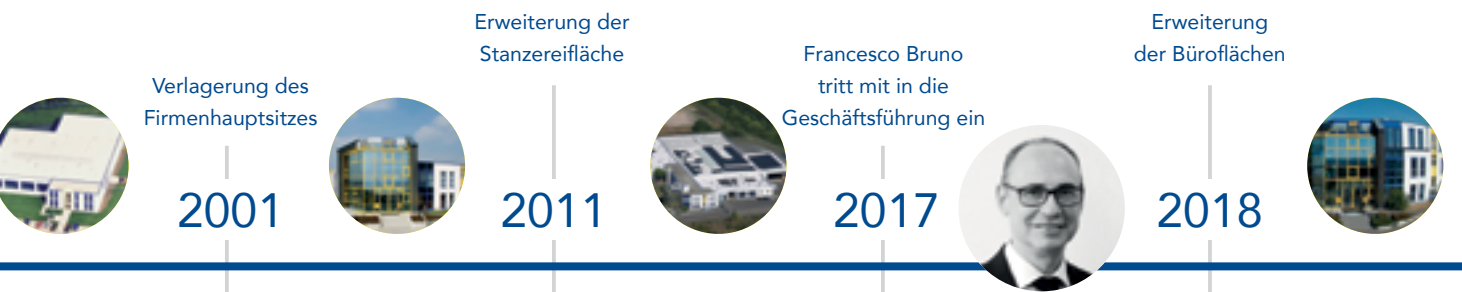 Verlagerung des
Firmenhauptsitzes
2001
Erweiterung der
Stanzereifläche
2011
Francesco Bruno
tritt mit in die
Geschäftsführung ein
2017
Erweiterung
der Büroflächen
2018